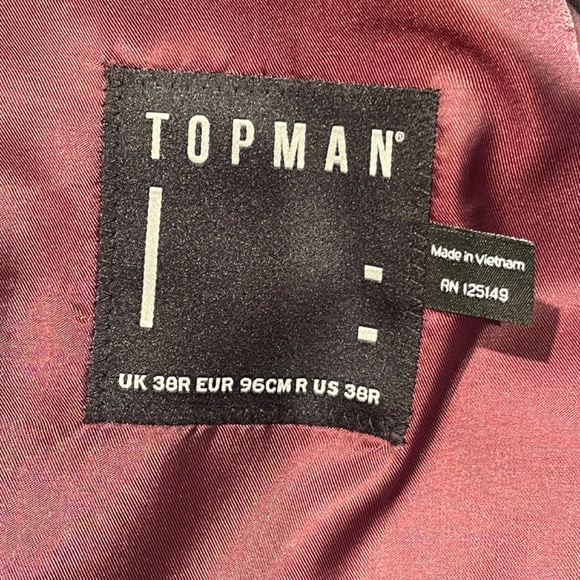 TOPMAN®
Made in Vietnam
RN 125149
UK 38R EUR 96CM R US 38R